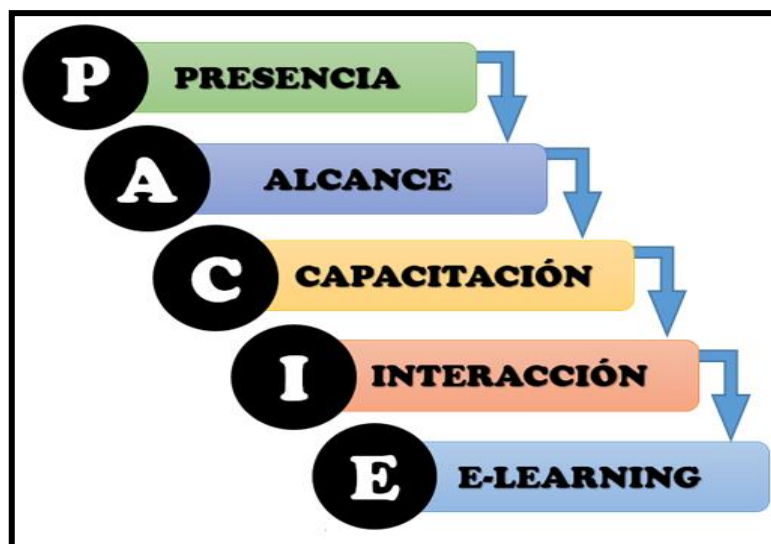 P PRESENCIA
A ALCANCE
C CAPACITACIÓN
I INTERACCIÓN
E E-LEARNING